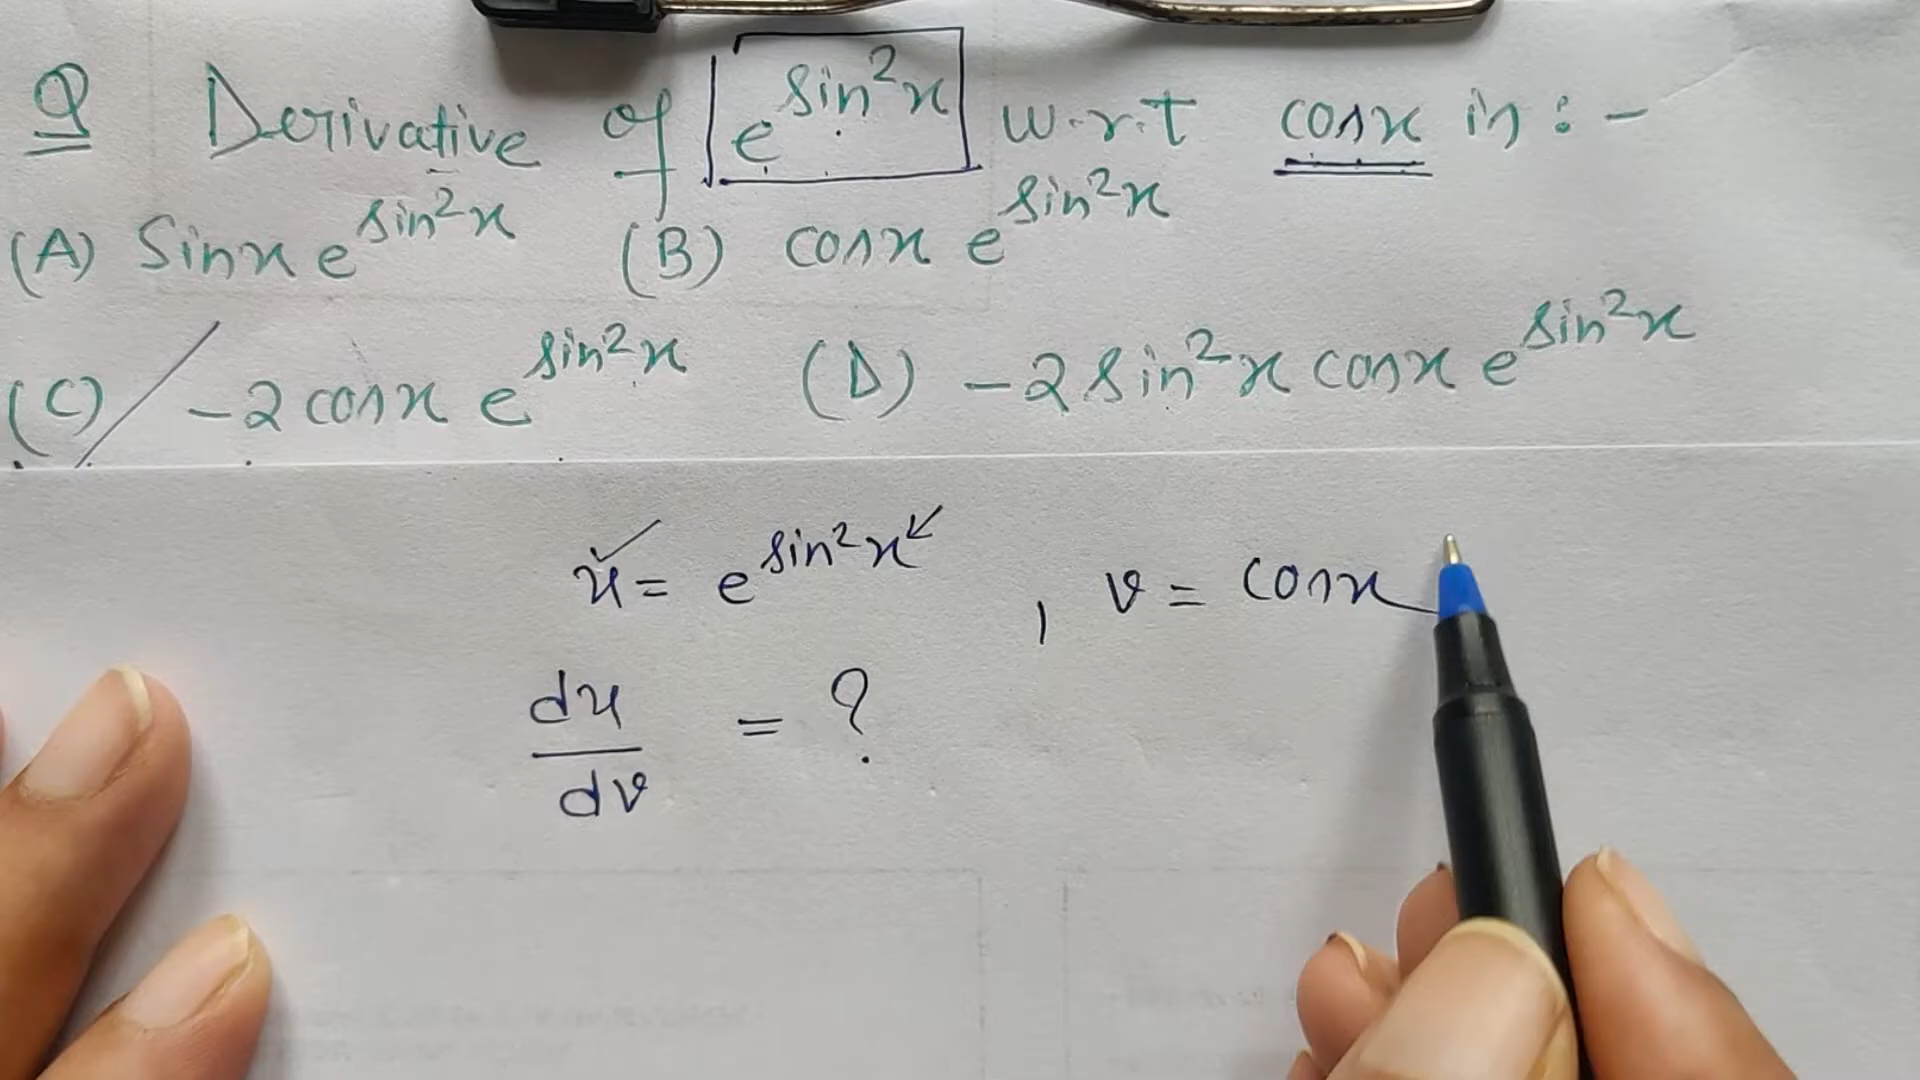 Q Derivative of e^sin²x w.r.t cosx is : -
(A) Sinx e^sin²x (B) cosx e^sin²x
(C) -2 cosx e^sin²x (D) -2 sin²x cosx e^sin²x
u = e^sin²x , v = cosx
du/dv = ?